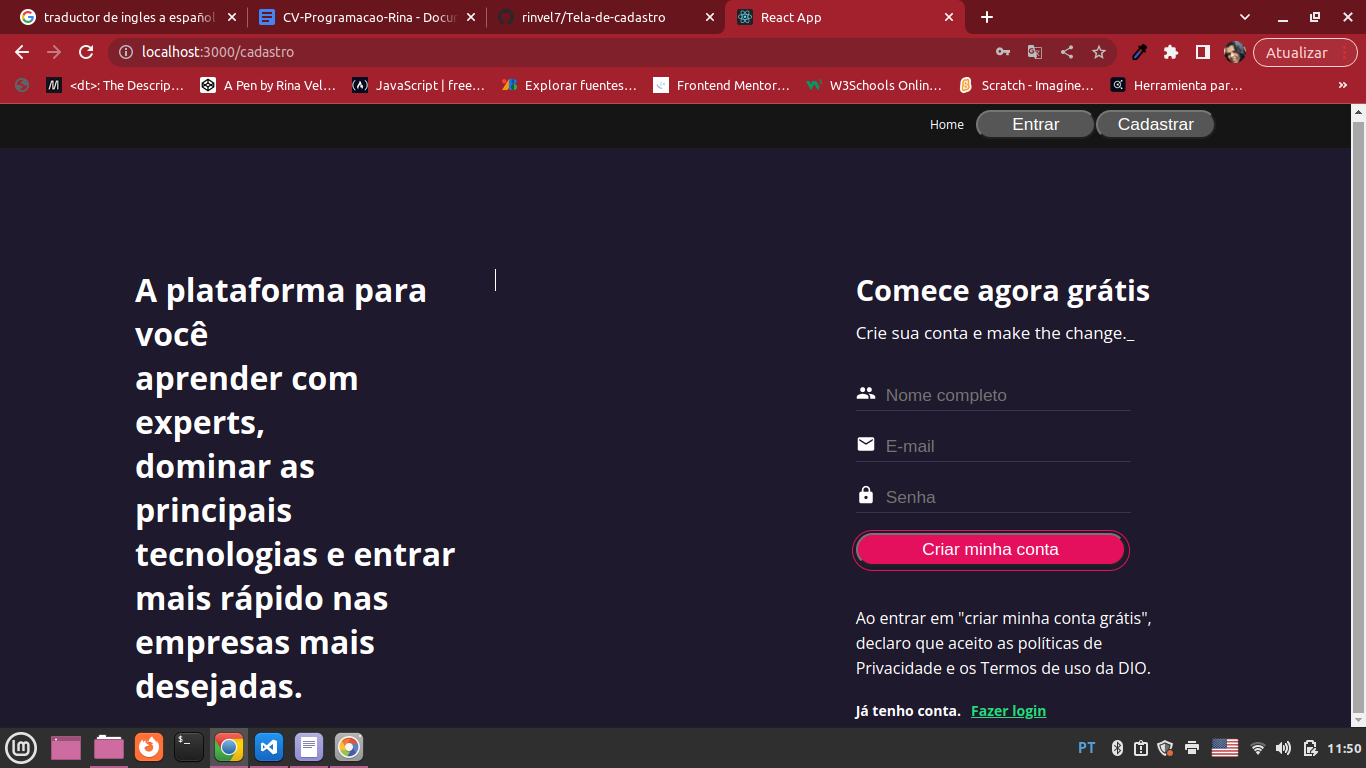 traductor de ingles a español
CV-Programacao-Rina - Docum
rinvel7/Tela-de-cadastro
React App
localhost:3000/cadastro
Atualizar
<dt>: The Descrip…
A Pen by Rina Vel…
JavaScript | free…
Explorar fuentes…
Frontend Mentor…
W3Schools Onlin…
Scratch - Imagine…
Herramienta par…
»
Home
Entrar
Cadastrar
A plataforma para
você
aprender com
experts,
dominar as
principais
tecnologias e entrar
mais rápido nas
empresas mais
desejadas.
Comece agora grátis
Crie sua conta e make the change._
Nome completo
E-mail
Senha
Criar minha conta
Ao entrar em "criar minha conta grátis",
declaro que aceito as políticas de
Privacidade e os Termos de uso da DIO.
Já tenho conta. Fazer login
PT
11:50